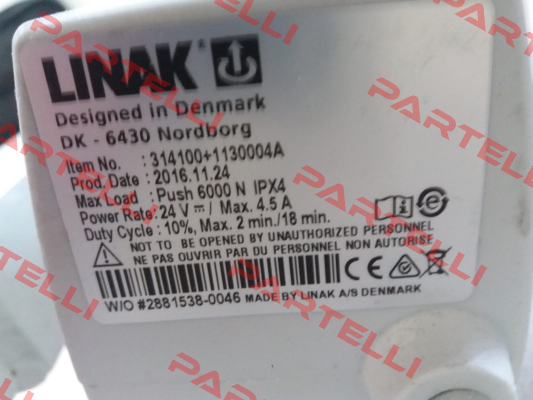 LINAK®
Designed in Denmark
DK - 6430 Nordborg
Item No. : 314100+1130004A
Prod. Date : 2016.11.24
Max Load : Push 6000 N IPX4
Power Rate: 24 V⎓ / Max. 4.5 A
Duty Cycle : 10%, Max. 2 min./18 min.
NOT TO BE OPENED BY UNAUTHORIZED PERSONNEL
NE PAS OUVRIR PAR DU PERSONNEL NON AUTORISE
CE
W/O #2881538-0046 MADE BY LINAK A/S DENMARK
PARTELLI
PARTELLI
PARTELLI
PARTELLI
PARTELLI
PARTELLI
PARTELLI